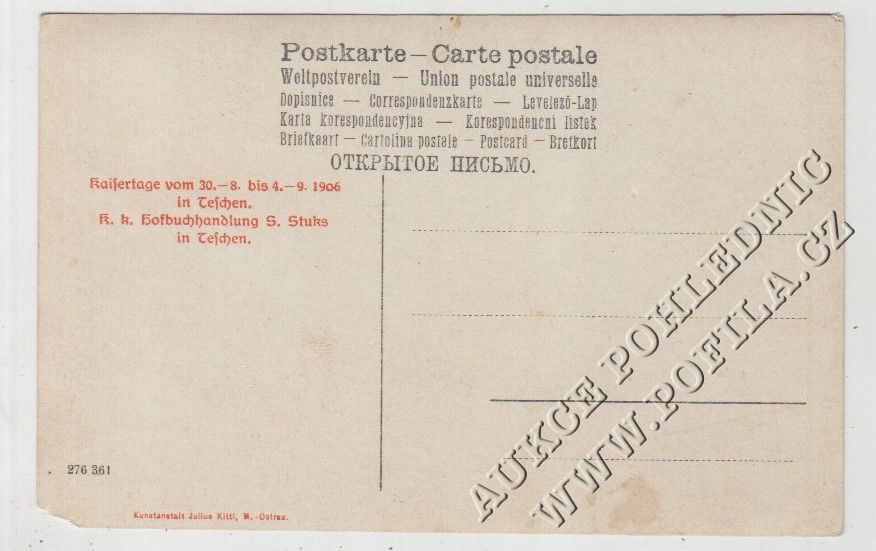 Postkarte – Carte postale
Weltpostverein — Union postale universelle
Dopisnice — Correspondenzkarte — Levelező-Lap
Karta korespondencyjna — Korespondencni listek
Briefkaart — Cartolina postale — Postcard — Brefkort
ОТКРЫТОЕ ПИСЬМО.
Kaisertage vom 30.–8. bis 4.–9. 1906
in Teschen.
K. k. Hofbuchhandlung S. Stuks
in Teschen.
276 361
Kunstanstalt Julius Kittl, M.-Ostrau.
AUKCE POHLEDNIC
WWW.POFILA.CZ